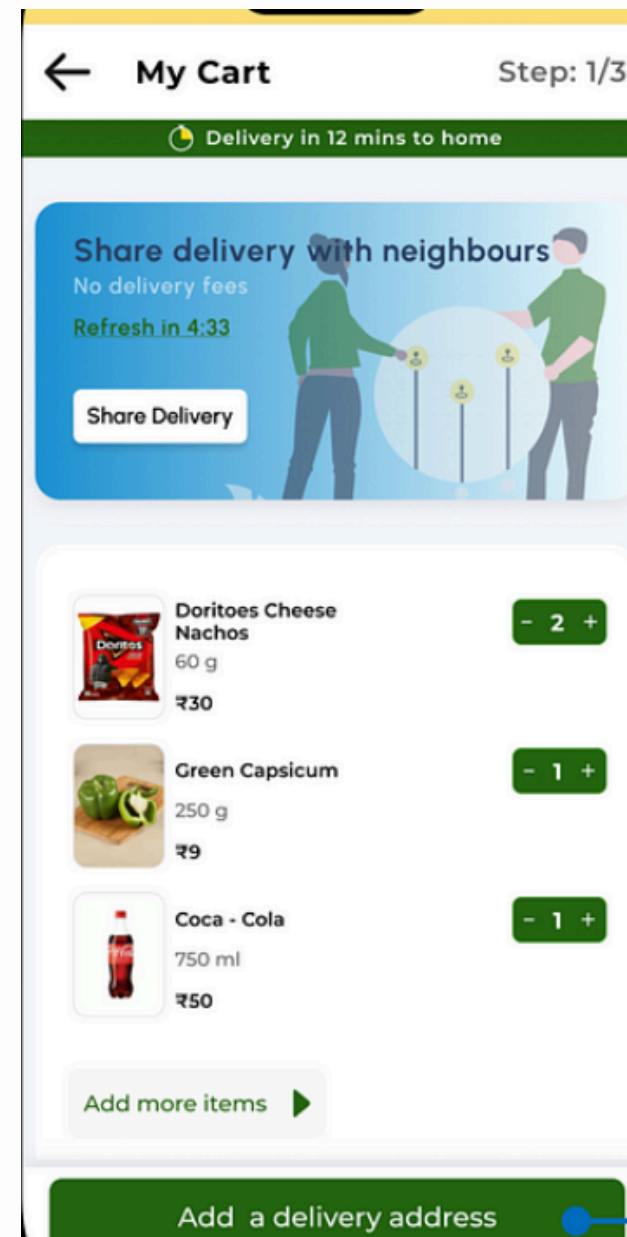 My Cart
Step: 1/3
Delivery in 12 mins to home
Share delivery with neighbours
No delivery fees
Refresh in 4:33
Share Delivery
Doritos
Doritoes Cheese
Nachos
60 g
₹30
- 2 +
Green Capsicum
250 g
₹9
- 1 +
Coca - Cola
750 ml
₹50
- 1 +
Add more items
Add a delivery address